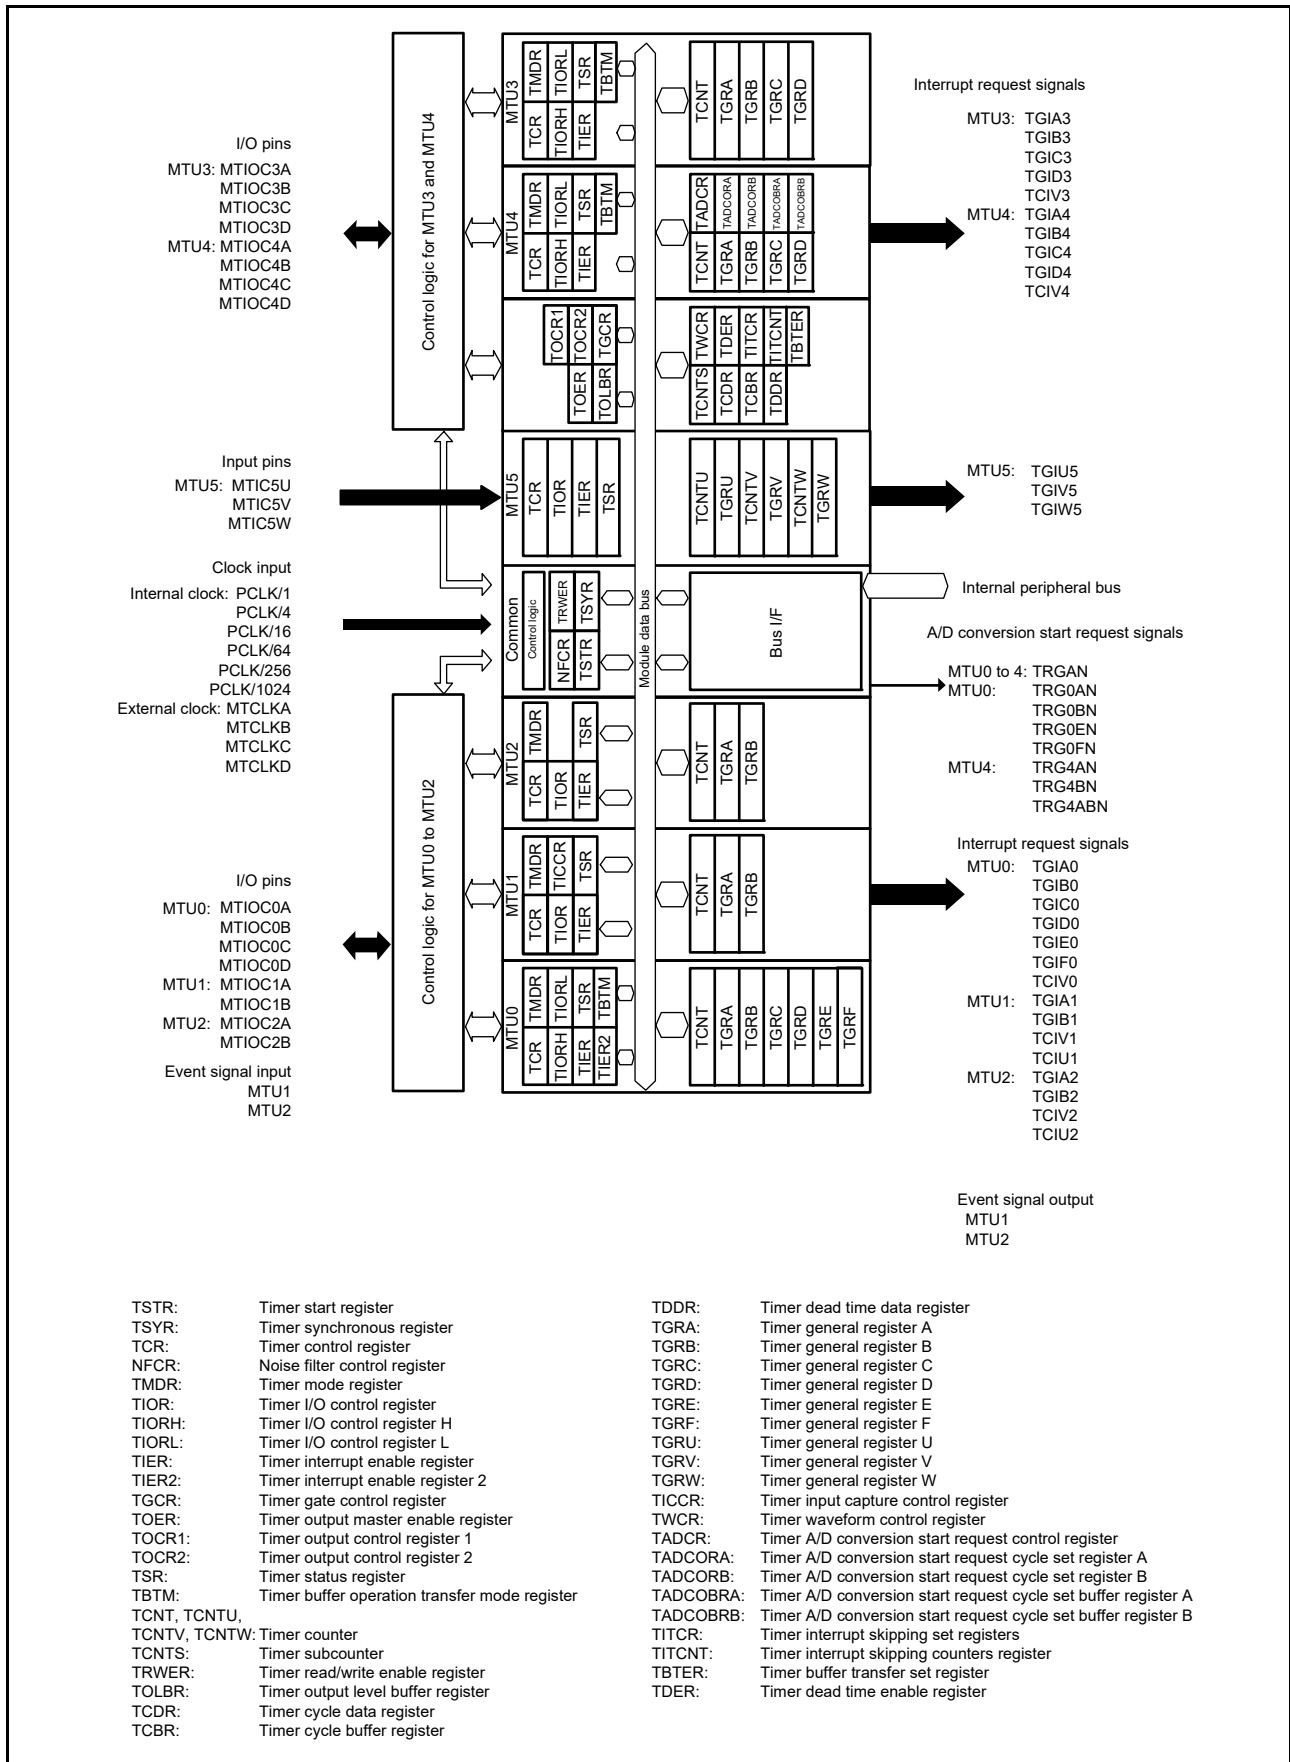 I/O pins
MTU3: MTIOC3A
MTIOC3B
MTIOC3C
MTIOC3D
MTU4: MTIOC4A
MTIOC4B
MTIOC4C
MTIOC4D
Input pins
MTU5: MTIC5U
MTIC5V
MTIC5W
Clock input
Internal clock: PCLK/1
PCLK/4
PCLK/16
PCLK/64
PCLK/256
PCLK/1024
External clock: MTCLKA
MTCLKB
MTCLKC
MTCLKD
I/O pins
MTU0: MTIOC0A
MTIOC0B
MTIOC0C
MTIOC0D
MTU1: MTIOC1A
MTIOC1B
MTU2: MTIOC2A
MTIOC2B
Event signal input
MTU1
MTU2
Control logic for MTU3 and MTU4
Control logic for MTU0 to MTU2
MTU3
TCR
TMDR
TIORH
TIORL
TIER
TSR
TBTM
TCNT
TGRA
TGRB
TGRC
TGRD
MTU4
TCR
TMDR
TIORH
TIORL
TIER
TSR
TBTM
TADCR
TADCORA
TADCORB
TADCOBRA
TADCOBRB
TCNT
TGRA
TGRB
TGRC
TGRD
TOCR1
TOCR2
TGCR
TOER
TOLBR
TWCR
TDER
TITCR
TITCNT
TBTER
TCNTS
TCDR
TCBR
TDDR
MTU5
TCR
TIOR
TIER
TSR
TCNTU
TGRU
TCNTV
TGRV
TCNTW
TGRW
Common
Control logic
NFCR
TRWER
TSTR
TSYR
Module data bus
Bus I/F
MTU2
TCR
TMDR
TIOR
TIER
TSR
TCNT
TGRA
TGRB
MTU1
TCR
TMDR
TIOR
TICCR
TIER
TSR
TCNT
TGRA
TGRB
MTU0
TCR
TMDR
TIORH
TIORL
TIER
TSR
TIER2
TBTM
TCNT
TGRA
TGRB
TGRC
TGRD
TGRE
TGRF
Interrupt request signals
MTU3: TGIA3
TGIB3
TGIC3
TGID3
TCIV3
MTU4: TGIA4
TGIB4
TGIC4
TGID4
TCIV4
MTU5: TGIU5
TGIV5
TGIW5
Internal peripheral bus
A/D conversion start request signals
MTU0 to 4: TRGAN
MTU0: TRG0AN
TRG0BN
TRG0EN
TRG0FN
MTU4: TRG4AN
TRG4BN
TRG4ABN
Interrupt request signals
MTU0: TGIA0
TGIB0
TGIC0
TGID0
TGIE0
TGIF0
TCIV0
MTU1: TGIA1
TGIB1
TCIV1
TCIU1
MTU2: TGIA2
TGIB2
TCIV2
TCIU2
Event signal output
MTU1
MTU2
TSTR: Timer start register
TSYR: Timer synchronous register
TCR: Timer control register
NFCR: Noise filter control register
TMDR: Timer mode register
TIOR: Timer I/O control register
TIORH: Timer I/O control register H
TIORL: Timer I/O control register L
TIER: Timer interrupt enable register
TIER2: Timer interrupt enable register 2
TGCR: Timer gate control register
TOER: Timer output master enable register
TOCR1: Timer output control register 1
TOCR2: Timer output control register 2
TSR: Timer status register
TBTM: Timer buffer operation transfer mode register
TCNT, TCNTU,
TCNTV, TCNTW: Timer counter
TCNTS: Timer subcounter
TRWER: Timer read/write enable register
TOLBR: Timer output level buffer register
TCDR: Timer cycle data register
TCBR: Timer cycle buffer register
TDDR: Timer dead time data register
TGRA: Timer general register A
TGRB: Timer general register B
TGRC: Timer general register C
TGRD: Timer general register D
TGRE: Timer general register E
TGRF: Timer general register F
TGRU: Timer general register U
TGRV: Timer general register V
TGRW: Timer general register W
TICCR: Timer input capture control register
TWCR: Timer waveform control register
TADCR: Timer A/D conversion start request control register
TADCORA: Timer A/D conversion start request cycle set register A
TADCORB: Timer A/D conversion start request cycle set register B
TADCOBRA: Timer A/D conversion start request cycle set buffer register A
TADCOBRB: Timer A/D conversion start request cycle set buffer register B
TITCR: Timer interrupt skipping set registers
TITCNT: Timer interrupt skipping counters register
TBTER: Timer buffer transfer set register
TDER: Timer dead time enable register